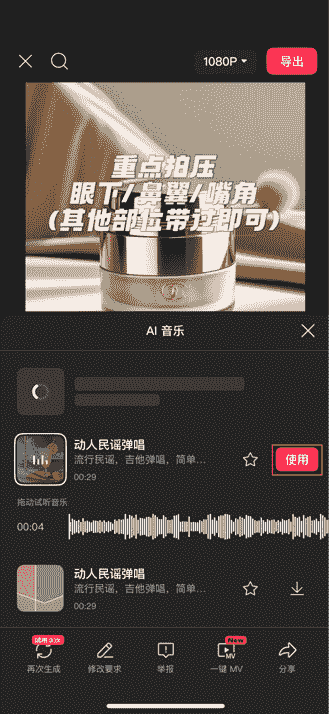 1080P
导出
重点拍压
眼下/鼻翼/嘴角
(其他部位带过即可)
AI 音乐
动人民谣弹唱
流行民谣，吉他弹唱，简单...
00:29
使用
拖动试听音乐
00:04
动人民谣弹唱
流行民谣，吉他弹唱，简单...
00:29
New
再次生成
修改要求
举报
一键 MV
分享